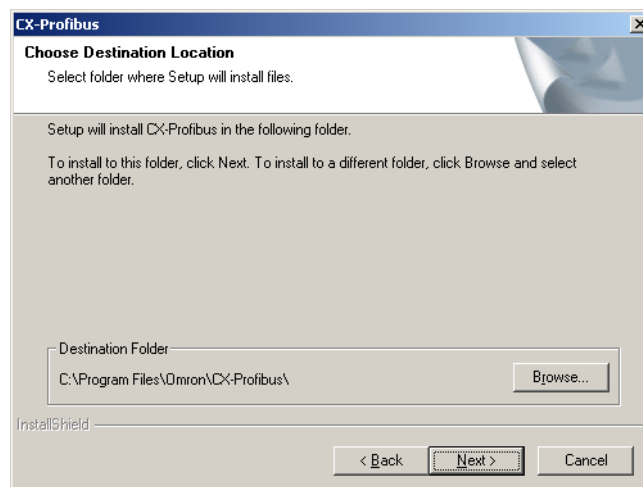 CX-Profibus
Choose Destination Location
Select folder where Setup will install files.
Setup will install CX-Profibus in the following folder.
To install to this folder, click Next. To install to a different folder, click Browse and select
another folder.
Destination Folder
C:\Program Files\Omron\CX-Profibus\
Browse...
InstallShield
< Back
Next >
Cancel